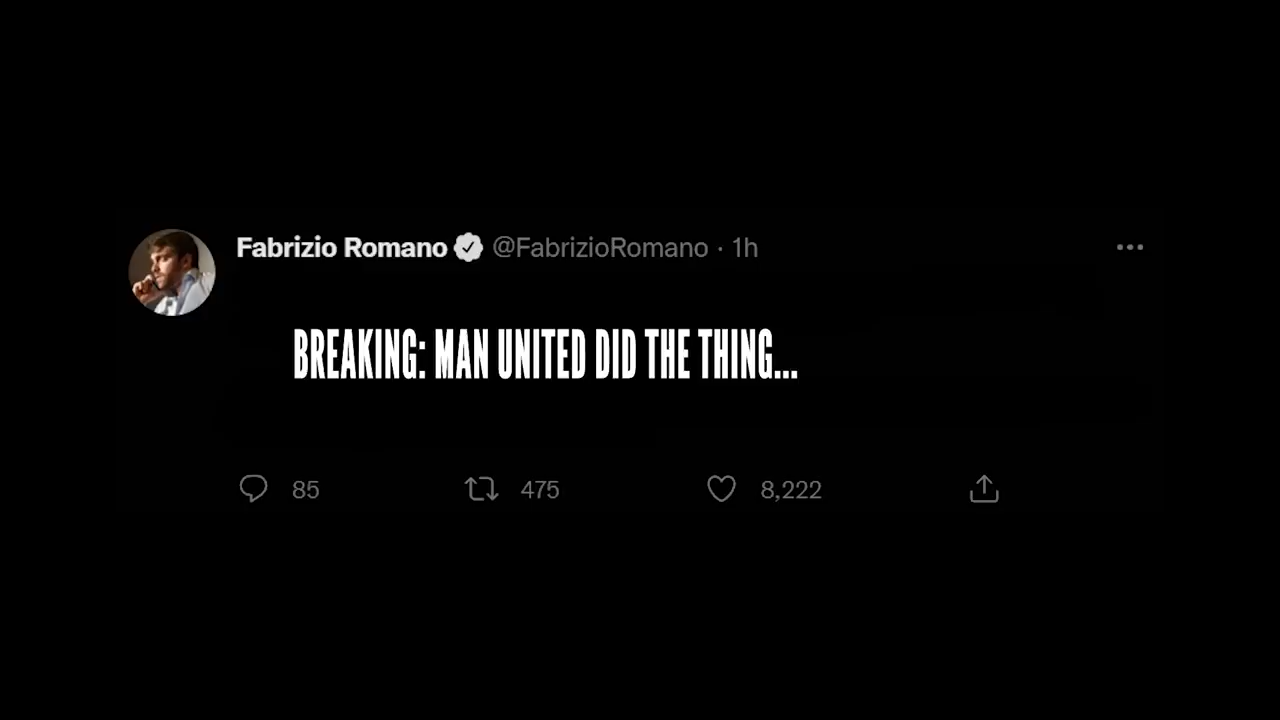 Fabrizio Romano @FabrizioRomano · 1h
BREAKING: MAN UNITED DID THE THING...
85 475 8,222